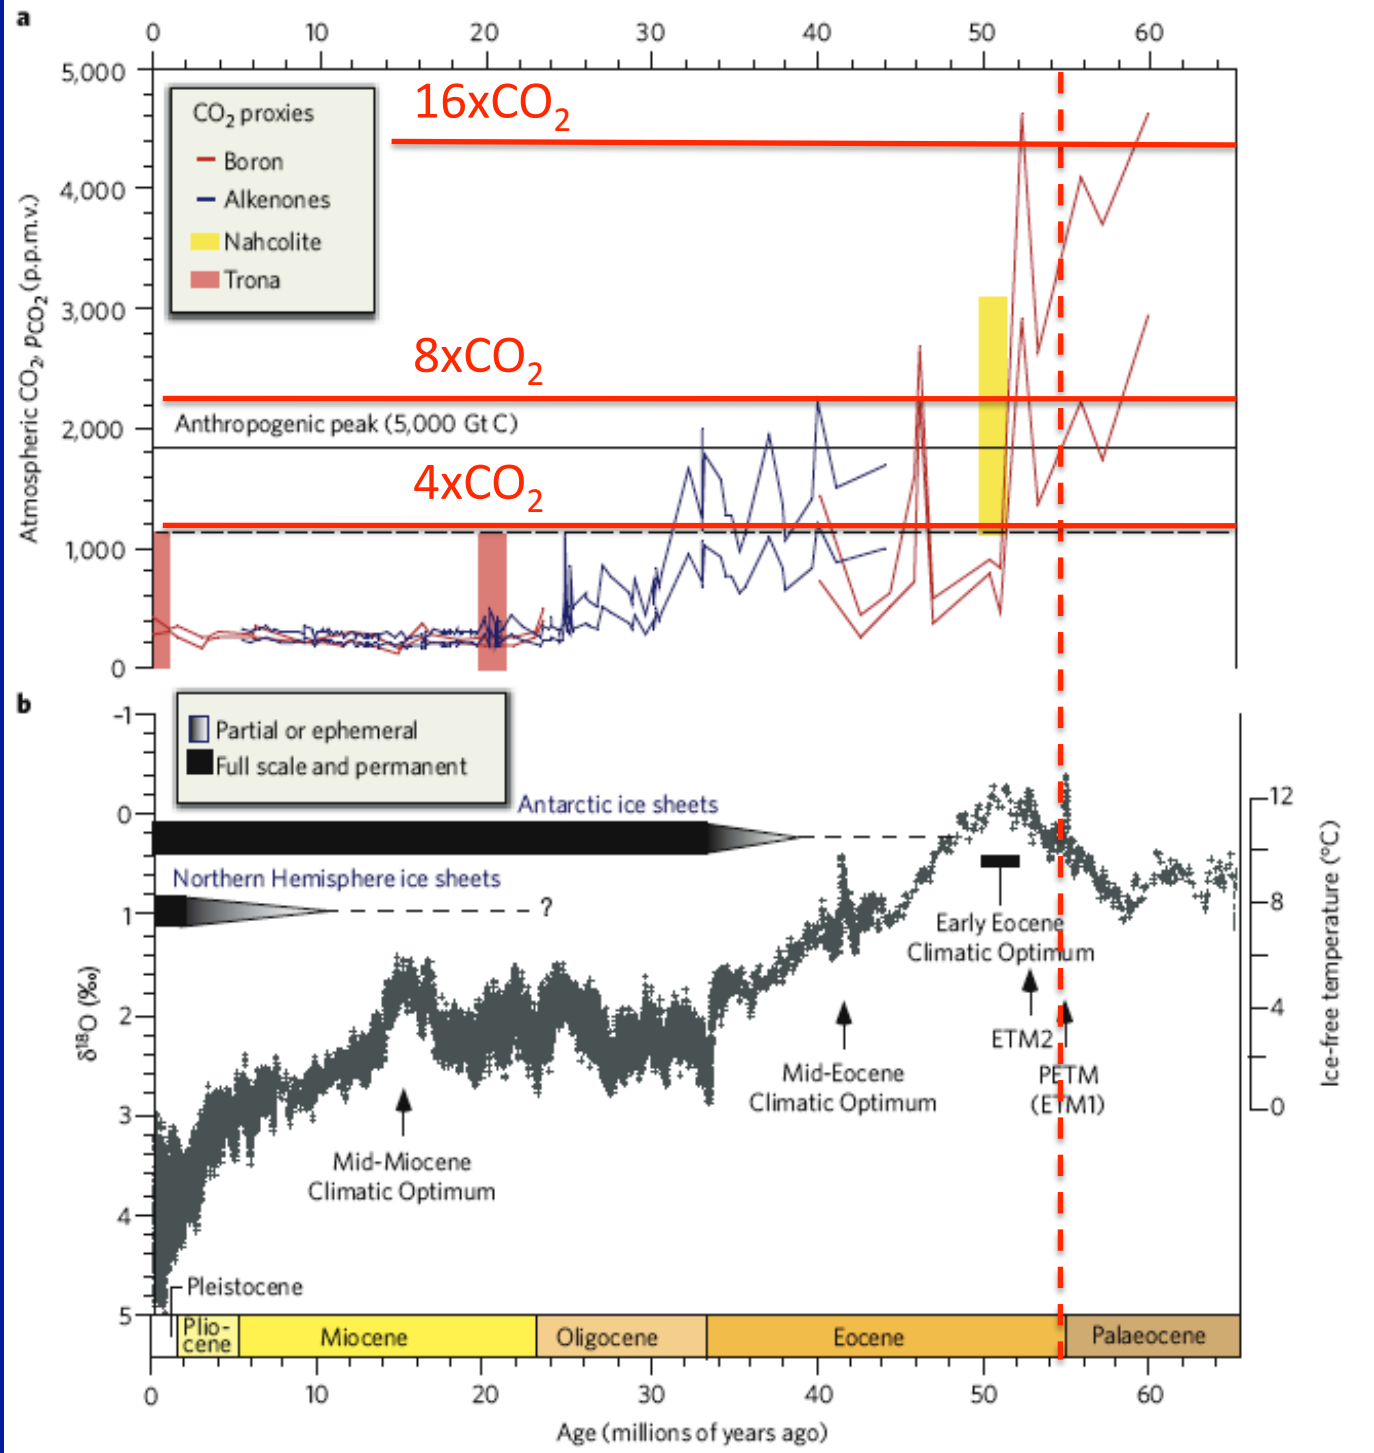 a
0 10 20 30 40 50 60
5,000
4,000
3,000
2,000
1,000
0
Atmospheric CO₂, pCO₂ (p.p.m.v.)
CO₂ proxies
Boron
Alkenones
Nahcolite
Trona
16xCO₂
8xCO₂
Anthropogenic peak (5,000 Gt C)
4xCO₂
b
-1
0
1
2
3
4
5
δ¹⁸O (‰)
Partial or ephemeral
Full scale and permanent
Antarctic ice sheets
Northern Hemisphere ice sheets
?
12
8
4
0
Ice-free temperature (°C)
Early Eocene
Climatic Optimum
ETM2
PETM
(ETM1)
Mid-Eocene
Climatic Optimum
Mid-Miocene
Climatic Optimum
Pleistocene
Plio-
cene
Miocene
Oligocene
Eocene
Palaeocene
0 10 20 30 40 50 60
Age (millions of years ago)